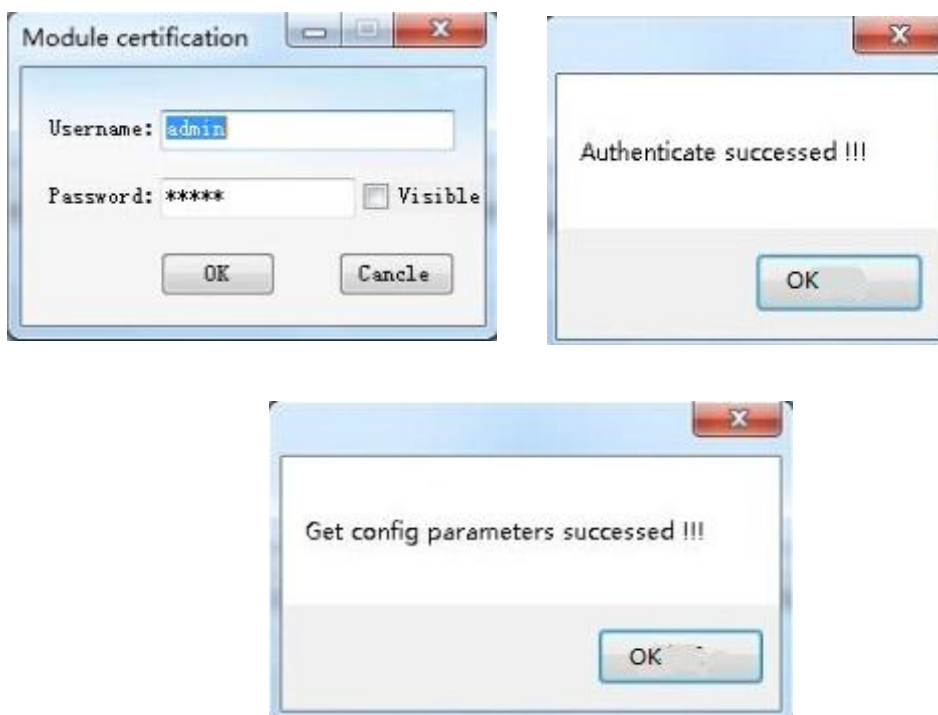 Module certification
Username: admin
Password: ***** Visible
OK Cancle
Authenticate successed !!!
OK
Get config parameters successed !!!
OK